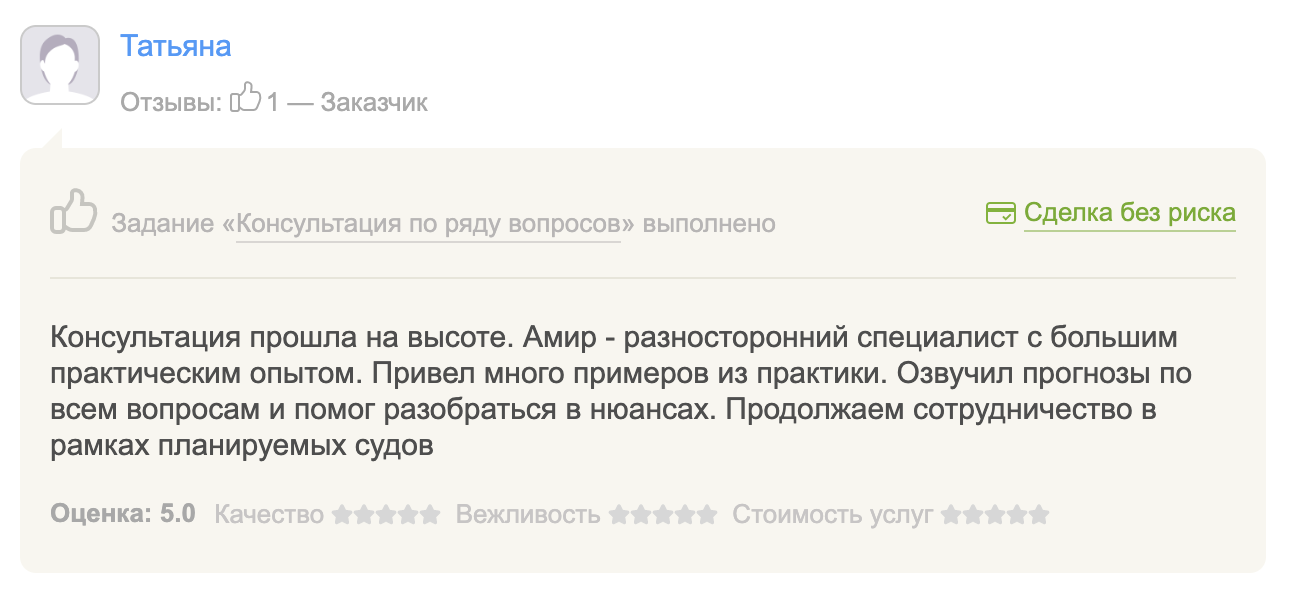 Татьяна
Отзывы: 1 — Заказчик
Задание «Консультация по ряду вопросов» выполнено
Сделка без риска
Консультация прошла на высоте. Амир - разносторонний специалист с большим
практическим опытом. Привел много примеров из практики. Озвучил прогнозы по
всем вопросам и помог разобраться в нюансах. Продолжаем сотрудничество в
рамках планируемых судов
Оценка: 5.0 Качество Вежливость Стоимость услуг